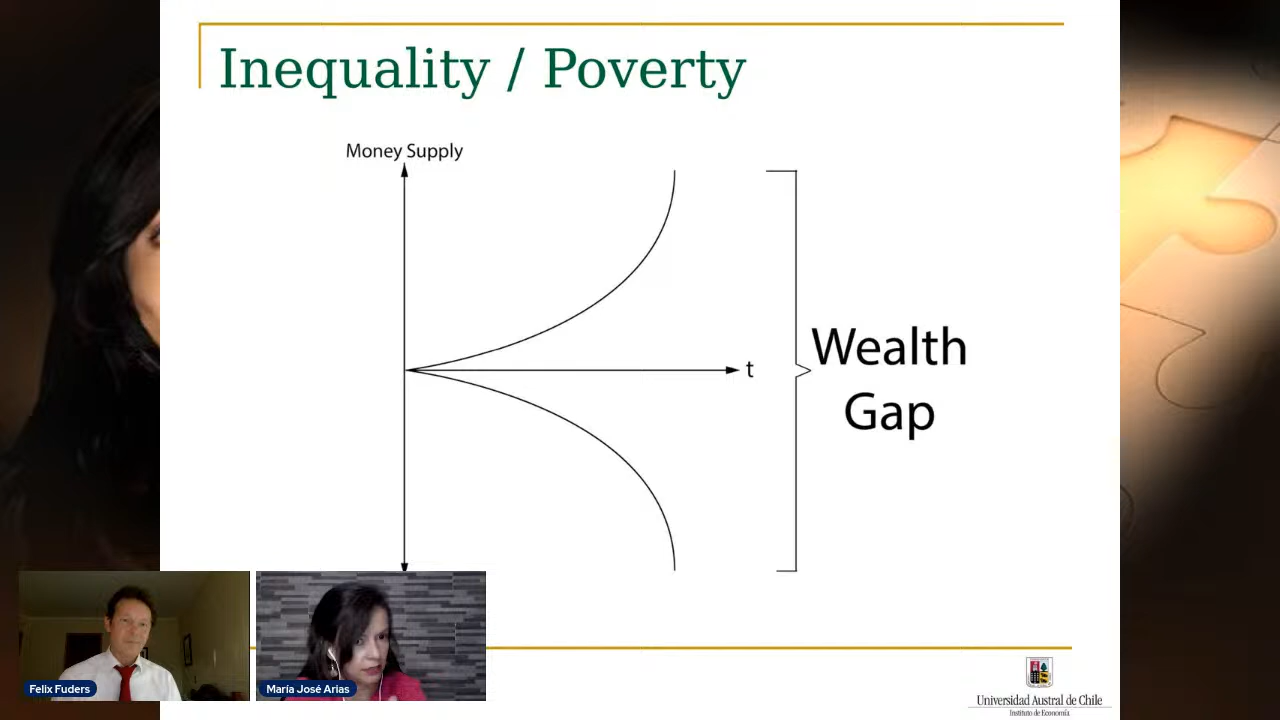 Inequality / Poverty
Money Supply
t
Wealth
Gap
Felix Fuders
María José Arias
Universidad Austral de Chile
Instituto de Economía